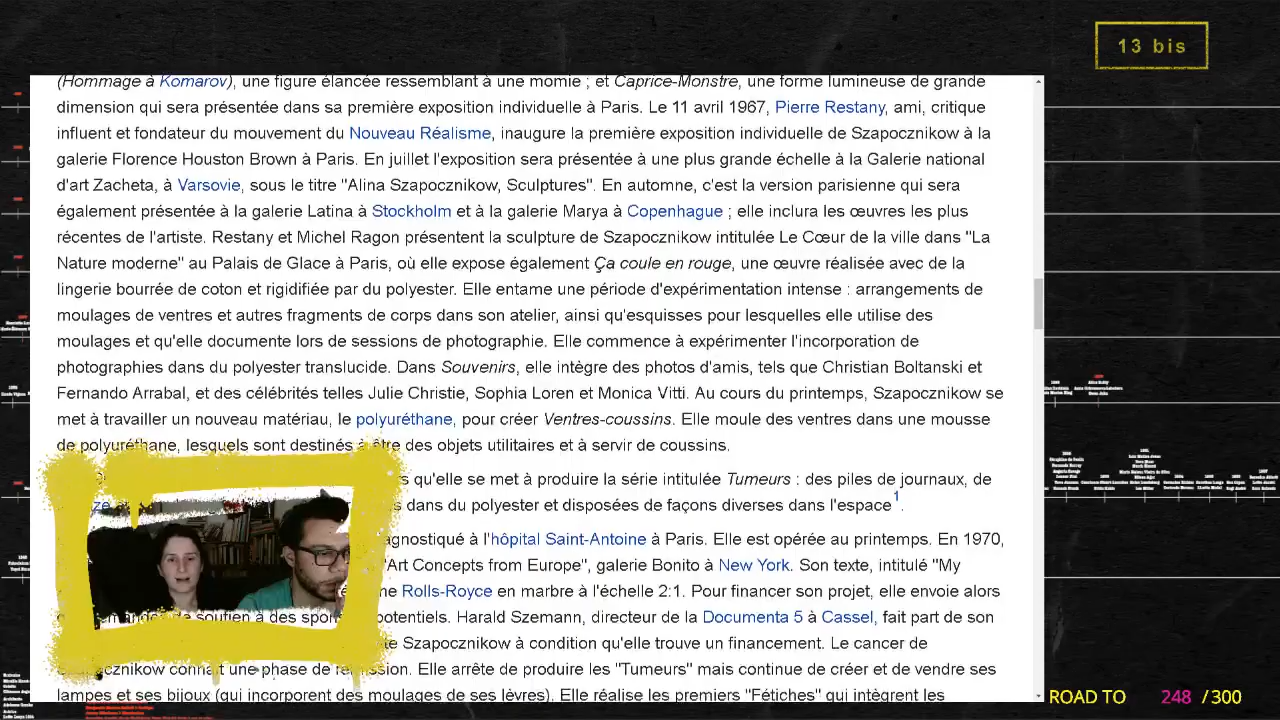 13 bis
(Hommage à Komarov), une figure élancée ressemblant à une momie ; et Caprice-Monstre, une forme lumineuse de grande
dimension qui sera présentée dans sa première exposition individuelle à Paris. Le 11 avril 1967, Pierre Restany, ami, critique
influent et fondateur du mouvement du Nouveau Réalisme, inaugure la première exposition individuelle de Szapocznikow à la
galerie Florence Houston Brown à Paris. En juillet l'exposition sera présentée à une plus grande échelle à la Galerie national
d'art Zacheta, à Varsovie, sous le titre "Alina Szapocznikow, Sculptures". En automne, c'est la version parisienne qui sera
également présentée à la galerie Latina à Stockholm et à la galerie Marya à Copenhague ; elle inclura les œuvres les plus
récentes de l'artiste. Restany et Michel Ragon présentent la sculpture de Szapocznikow intitulée Le Cœur de la ville dans "La
Nature moderne" au Palais de Glace à Paris, où elle expose également Ça coule en rouge, une œuvre réalisée avec de la
lingerie bourrée de coton et rigidifiée par du polyester. Elle entame une période d'expérimentation intense : arrangements de
moulages de ventres et autres fragments de corps dans son atelier, ainsi qu'esquisses pour lesquelles elle utilise des
moulages et qu'elle documente lors de sessions de photographie. Elle commence à expérimenter l'incorporation de
photographies dans du polyester translucide. Dans Souvenirs, elle intègre des photos d'amis, tels que Christian Boltanski et
Fernando Arrabal, et des célébrités telles Julie Christie, Sophia Loren et Monica Vitti. Au cours du printemps, Szapocznikow se
met à travailler un nouveau matériau, le polyuréthane, pour créer Ventres-coussins. Elle moule des ventres dans une mousse
de polyuréthane, lesquels sont destinés à être des objets utilitaires et à servir de coussins.
qu'elle se met à produire la série intitulée Tumeurs : des piles de journaux, de
dans du polyester et disposées de façons diverses dans l'espace 1.
à l'hôpital Saint-Antoine à Paris. Elle est opérée au printemps. En 1970,
"Art Concepts from Europe", galerie Bonito à New York. Son texte, intitulé "My
Rolls-Royce en marbre à l'échelle 2:1. Pour financer son projet, elle envoie alors
soutien à des potentiels. Harald Szemann, directeur de la Documenta 5 à Cassel, fait part de son
Szapocznikow à condition qu'elle trouve un financement. Le cancer de
une phase de Elle arrête de produire les "Tumeurs" mais continue de créer et de vendre ses
lampes et ses bijoux (qui incorporent des moulages de ses lèvres). Elle réalise les premiers "Fétiches" qui intègrent les
ROAD TO 248 / 300